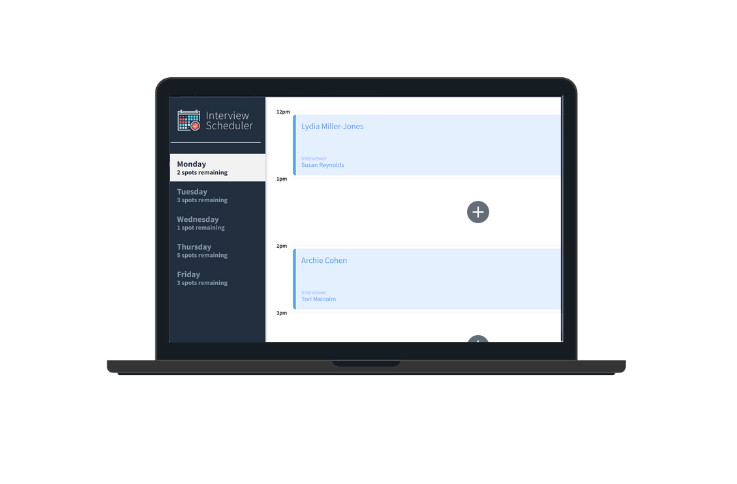 Interview
Scheduler
Monday
2 spots remaining
Tuesday
3 spots remaining
Wednesday
1 spot remaining
Thursday
5 spots remaining
Friday
3 spots remaining
12pm
Lydia Miller-Jones
Interviewer
Susan Reynolds
1pm
2pm
Archie Cohen
Interviewer
Tori Malcolm
3pm